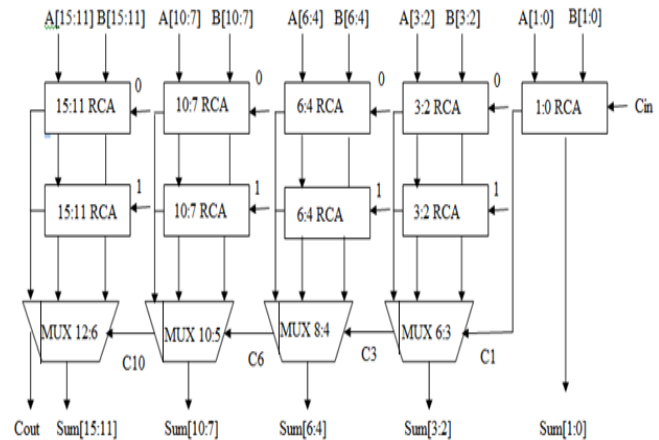 A[15:11] B[15:11] A[10:7] B[10:7] A[6:4] B[6:4] A[3:2] B[3:2] A[1:0] B[1:0]
0 0 0 0
15:11 RCA 10:7 RCA 6:4 RCA 3:2 RCA 1:0 RCA Cin
1 1 1 1
15:11 RCA 10:7 RCA 6:4 RCA 3:2 RCA
MUX 12:6 MUX 10:5 MUX 8:4 MUX 6:3
C10 C6 C3 C1
Cout Sum[15:11] Sum[10:7] Sum[6:4] Sum[3:2] Sum[1:0]